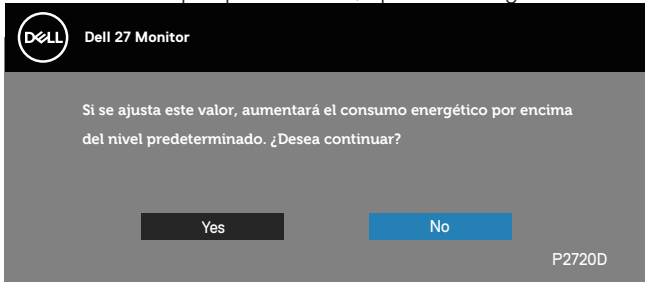 DELL
Dell 27 Monitor
Si se ajusta este valor, aumentará el consumo energético por encima
del nivel predeterminado. ¿Desea continuar?
Yes
No
P2720D